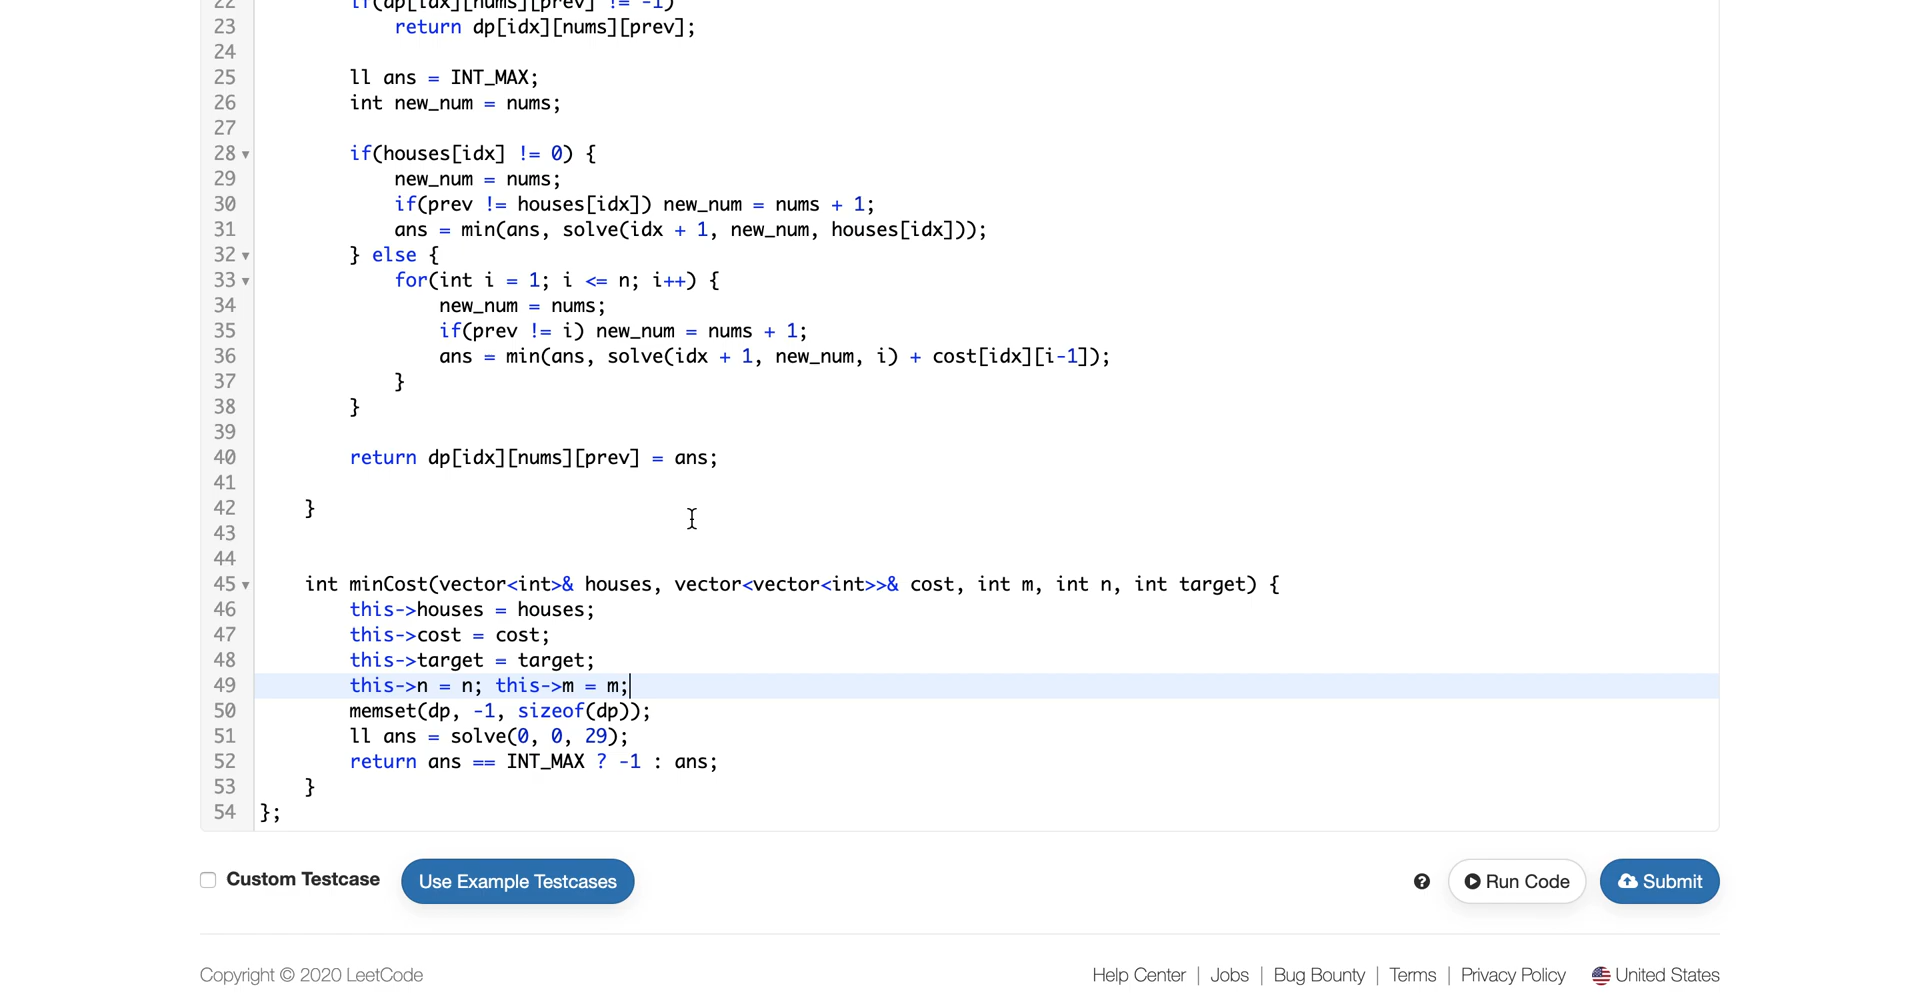 22 if(dp[idx][nums][prev] != -1)
23 return dp[idx][nums][prev];
24
25 ll ans = INT_MAX;
26 int new_num = nums;
27
28 if(houses[idx] != 0) {
29 new_num = nums;
30 if(prev != houses[idx]) new_num = nums + 1;
31 ans = min(ans, solve(idx + 1, new_num, houses[idx]));
32 } else {
33 for(int i = 1; i <= n; i++) {
34 new_num = nums;
35 if(prev != i) new_num = nums + 1;
36 ans = min(ans, solve(idx + 1, new_num, i) + cost[idx][i-1]);
37 }
38 }
39
40 return dp[idx][nums][prev] = ans;
41
42 }
43
44
45 int minCost(vector<int>& houses, vector<vector<int>>& cost, int m, int n, int target) {
46 this->houses = houses;
47 this->cost = cost;
48 this->target = target;
49 this->n = n; this->m = m;
50 memset(dp, -1, sizeof(dp));
51 ll ans = solve(0, 0, 29);
52 return ans == INT_MAX ? -1 : ans;
53 }
54 };
Custom Testcase Use Example Testcases ? Run Code Submit
Copyright © 2020 LeetCode Help Center | Jobs | Bug Bounty | Terms | Privacy Policy United States